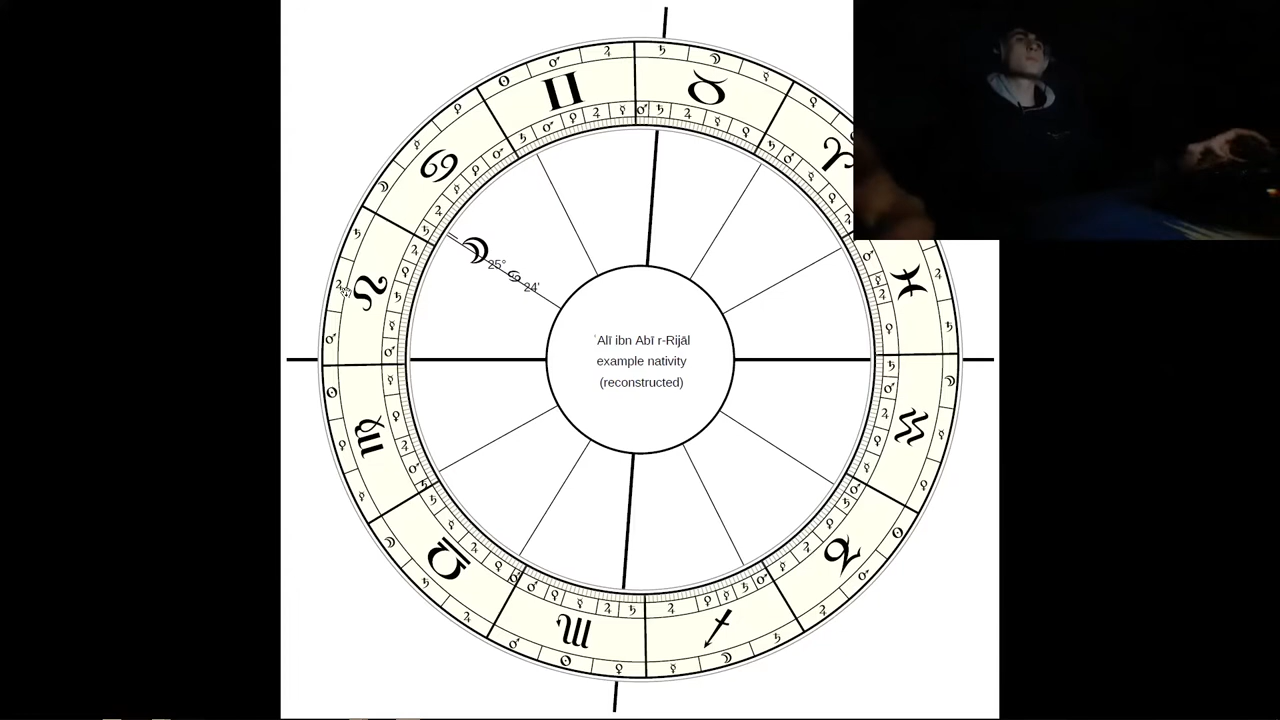 25° ♋ 24'
ʿAlī ibn Abī r-Rijāl
example nativity
(reconstructed)